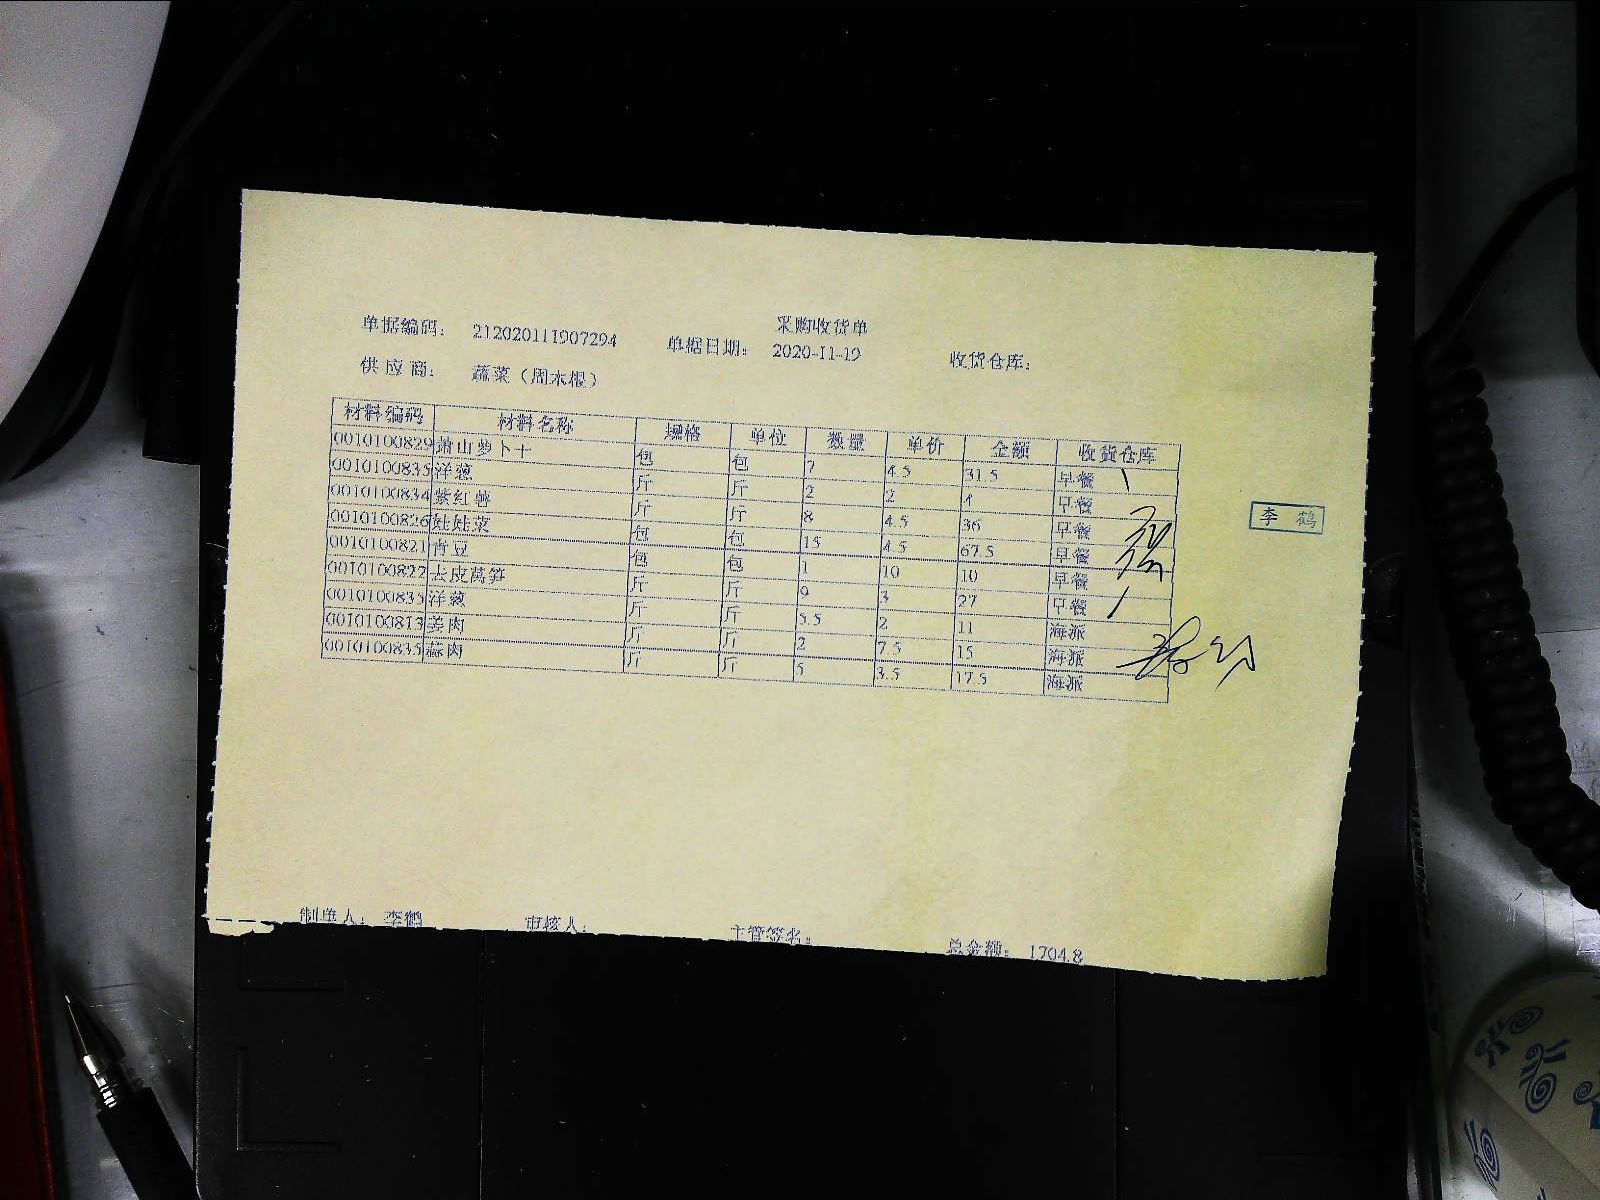 采购收货单
单据编码： 212020111907294 单据日期： 2020-11-19 收货仓库：
供应商： 蔬菜（周末樱）
材料编码 材料名称 规格 单位 数量 单价 金额 收货仓库
0010100829 萧山萝卜干 包 包 7 4.5 31.5 早餐
0010100835 洋葱 斤 斤 2 2 4 早餐
0010100834 紫红薯 斤 斤 8 4.5 36 早餐
0010100826 娃娃菜 包 包 15 4.5 67.5 早餐
0010100821 青豆 包 包 1 10 10 早餐
0010100822 去皮莴笋 斤 斤 9 3 27 早餐
0010100835 洋葱 斤 斤 5.5 2 11 海派
0010100813 姜肉 斤 斤 2 7.5 15 海派
0010100835 蒜肉 斤 斤 5 3.5 17.5 海派
李鹤
制单人： 李鹤 审核人： 主管签名： 总金额： 1704.8